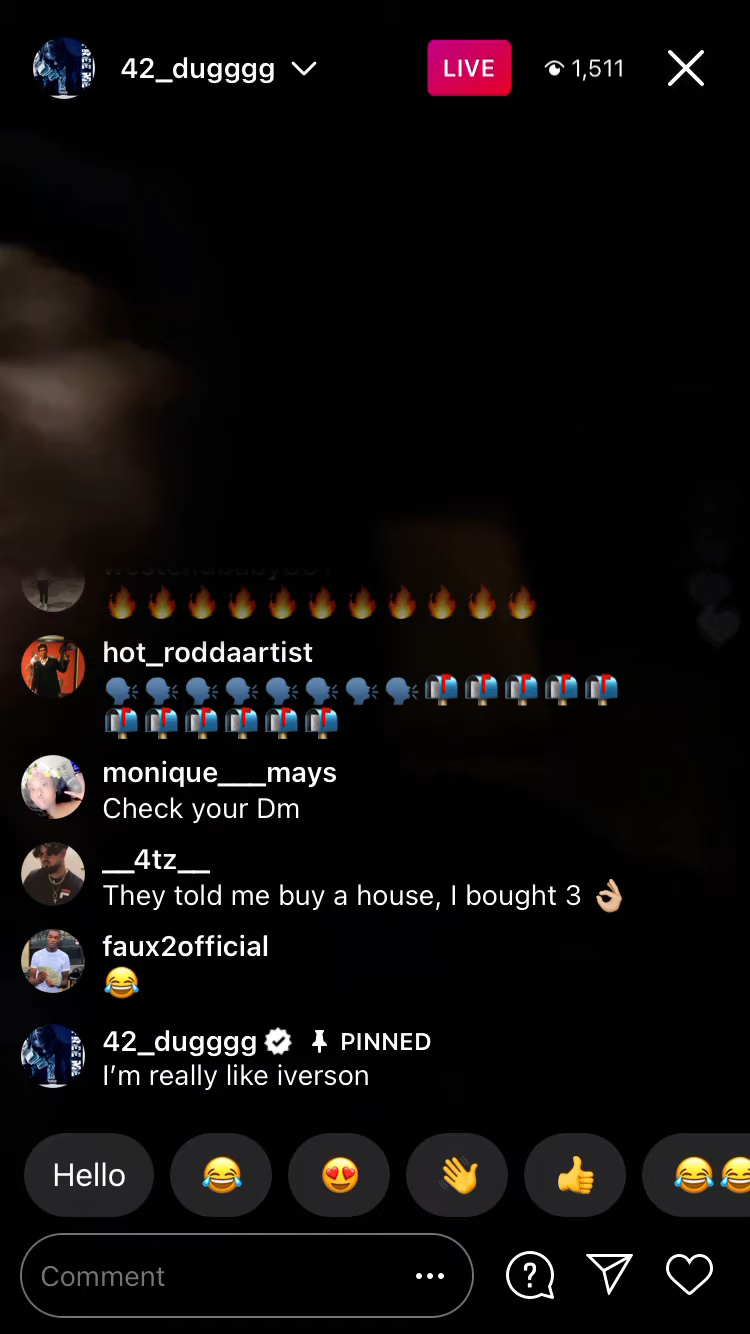 42_dugggg
LIVE
1,511
🔥🔥🔥🔥🔥🔥🔥🔥🔥🔥🔥
hot_roddaartist
🗣🗣🗣🗣🗣🗣🗣🗣📬📬📬📬📬
📬📬📬📬📬📬
monique___mays
Check your Dm
__4tz__
They told me buy a house, I bought 3 👌🏼
faux2official
😂
42_dugggg PINNED
I'm really like iverson
Hello 😂 😍 👋 👍 😂😂
Comment